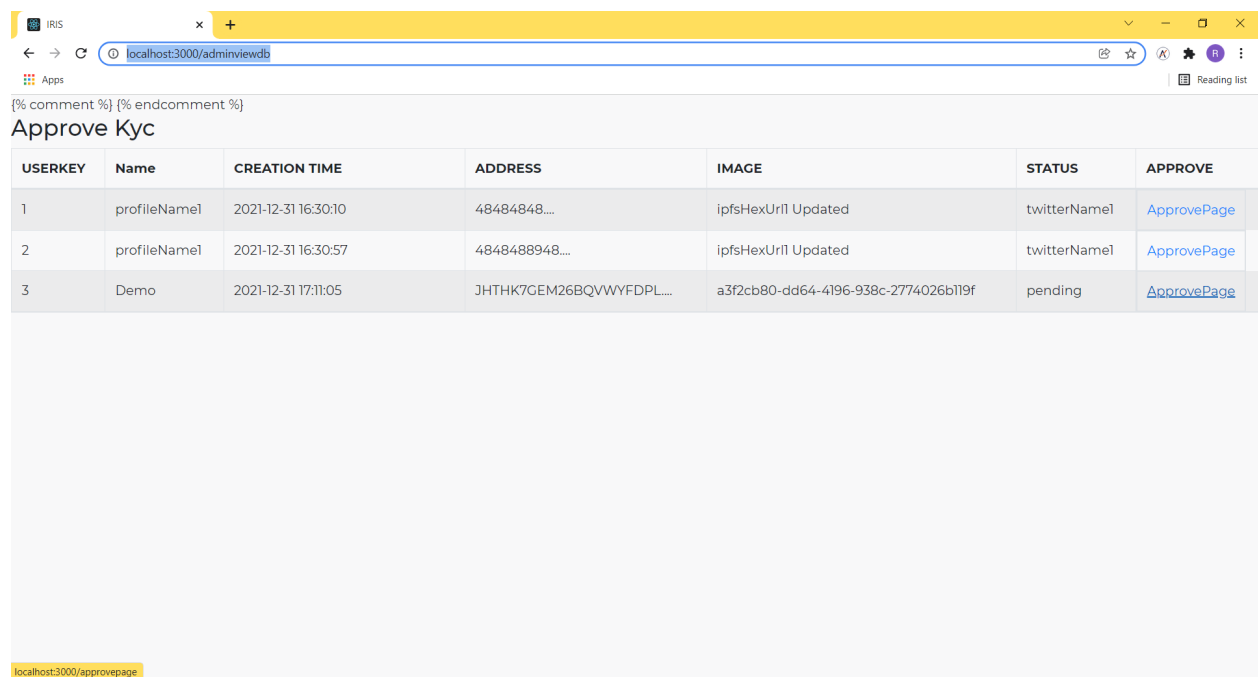 IRIS
localhost:3000/adminviewdb
R
Apps
Reading list
{% comment %} {% endcomment %}
Approve Kyc
USERKEY Name CREATION TIME ADDRESS IMAGE STATUS APPROVE
1 profileName1 2021-12-31 16:30:10 48484848.... ipfsHexUrl1 Updated twitterName1 ApprovePage
2 profileName1 2021-12-31 16:30:57 4848488948.... ipfsHexUrl1 Updated twitterName1 ApprovePage
3 Demo 2021-12-31 17:11:05 JHTHK7GEM26BQVWYFDPL.... a3f2cb80-dd64-4196-938c-2774026b119f pending ApprovePage
localhost:3000/approvepage